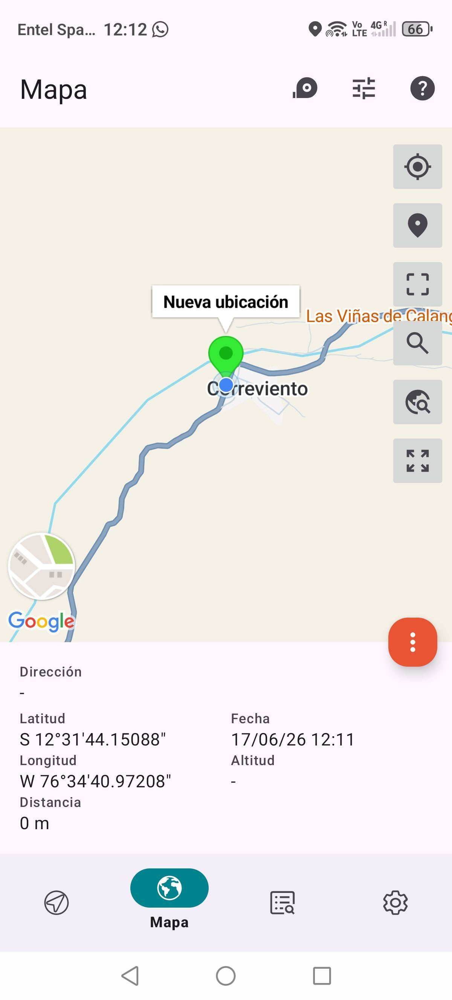 Entel Spa... 12:12 Vo LTE 4G R 66
Mapa
Nueva ubicación
Las Viñas de Calang
Correviento
Google
Dirección
-
Latitud
S 12°31'44.15088"
Fecha
17/06/26 12:11
Longitud
W 76°34'40.97208"
Altitud
-
Distancia
0 m
Mapa